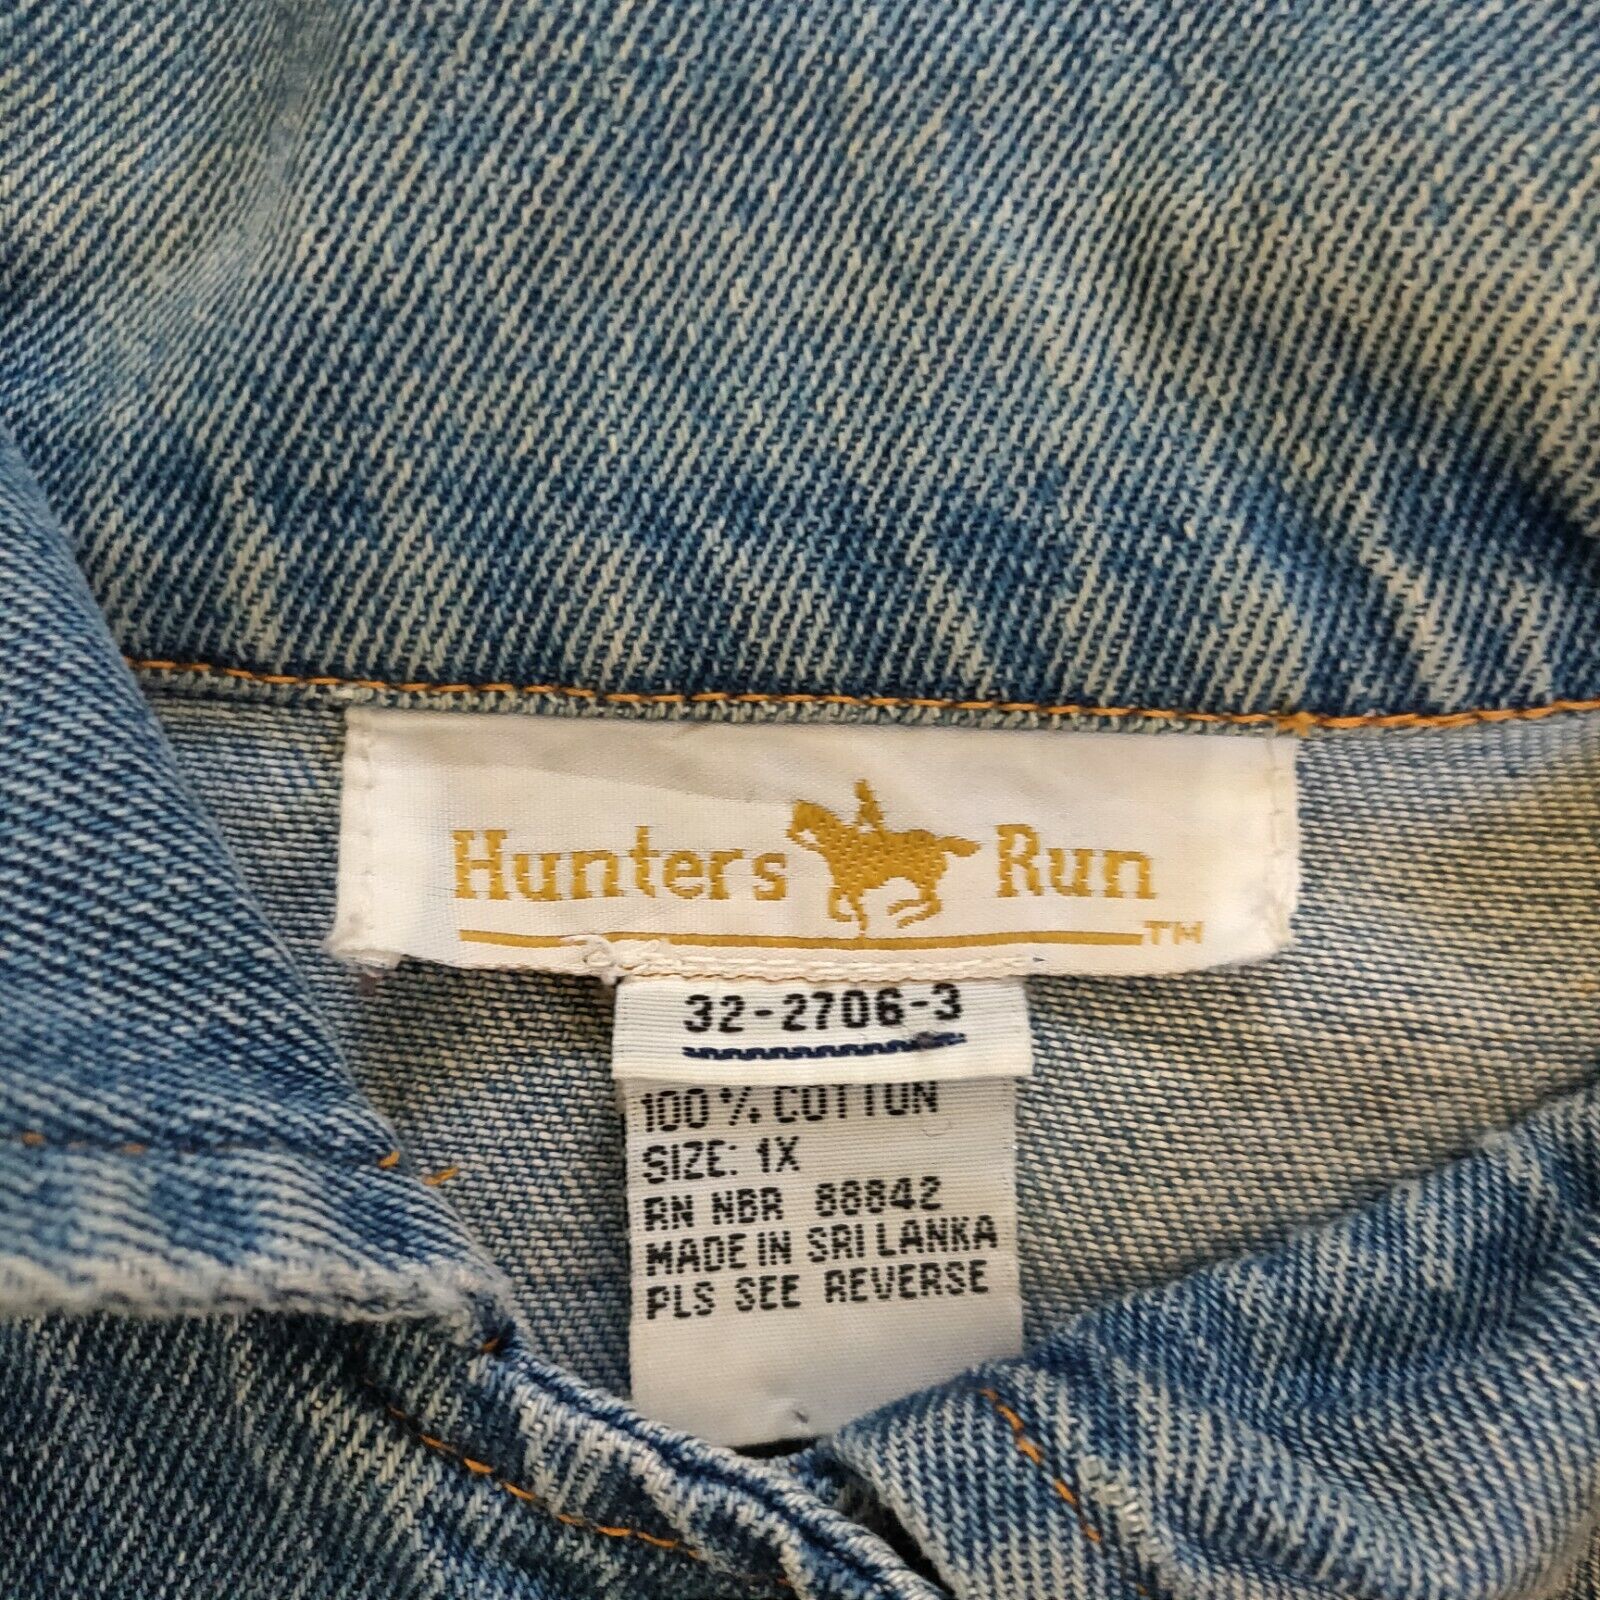 Hunters Run
TM
32-2706-3
100% COTTON
SIZE: 1X
RN NBR 88842
MADE IN SRI LANKA
PLS SEE REVERSE